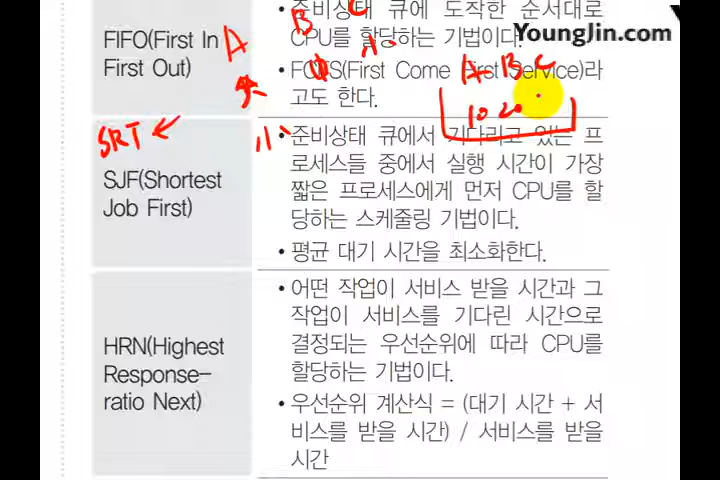 • 준비상태 큐에 도착한 순서대로
CPU를 할당하는 기법이다.
YoungJin.com
FIFO(First In
First Out)
A
B
C
大
中
小
• FCFS(First Come First Service)라
고도 한다.
A B C
10 20
SRT ←
小
SJF(Shortest
Job First)
• 준비상태 큐에서 기다리고 있는 프
로세스들 중에서 실행 시간이 가장
짧은 프로세스에게 먼저 CPU를 할
당하는 스케줄링 기법이다.
• 평균 대기 시간을 최소화한다.
HRN(Highest
Response-
ratio Next)
• 어떤 작업이 서비스 받을 시간과 그
작업이 서비스를 기다린 시간으로
결정되는 우선순위에 따라 CPU를
할당하는 기법이다.
• 우선순위 계산식 = (대기 시간 + 서
비스를 받을 시간) / 서비스를 받을
시간